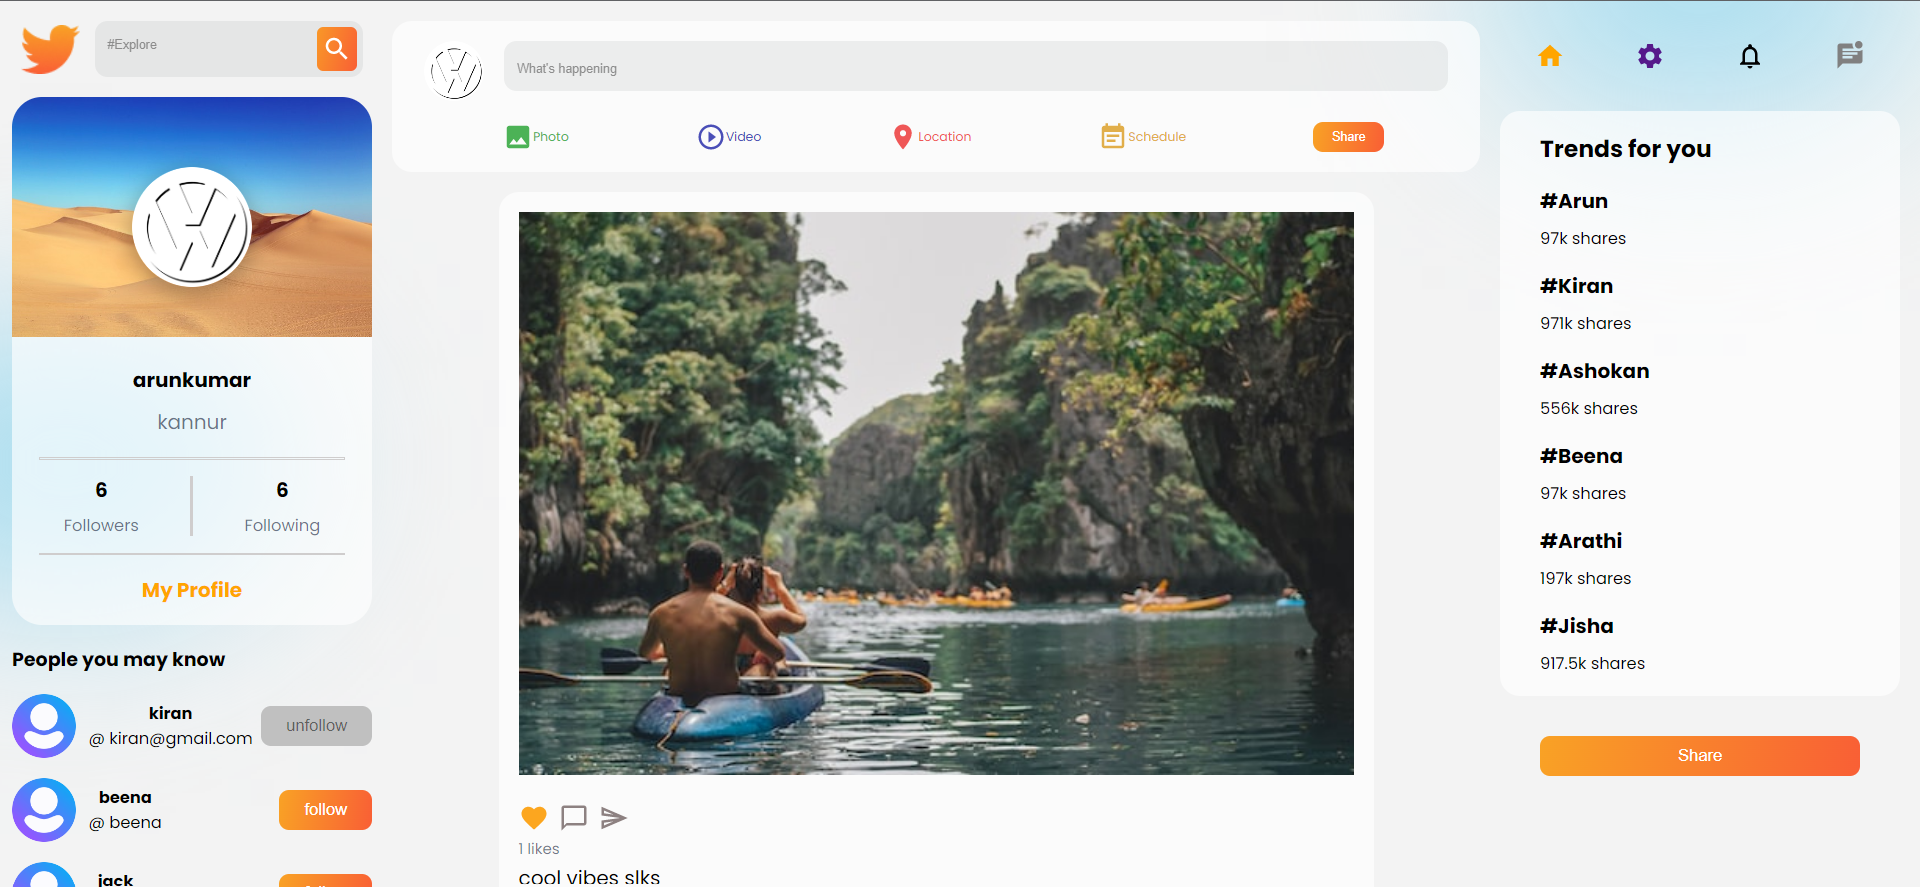 #Explore
arunkumar
kannur
6
Followers
6
Following
My Profile
People you may know
kiran
@ kiran@gmail.com
unfollow
beena
@ beena
follow
jack
What's happening
Photo
Video
Location
Schedule
Share
1 likes
cool vibes slks
Trends for you
#Arun
97k shares
#Kiran
971k shares
#Ashokan
556k shares
#Beena
97k shares
#Arathi
197k shares
#Jisha
917.5k shares
Share